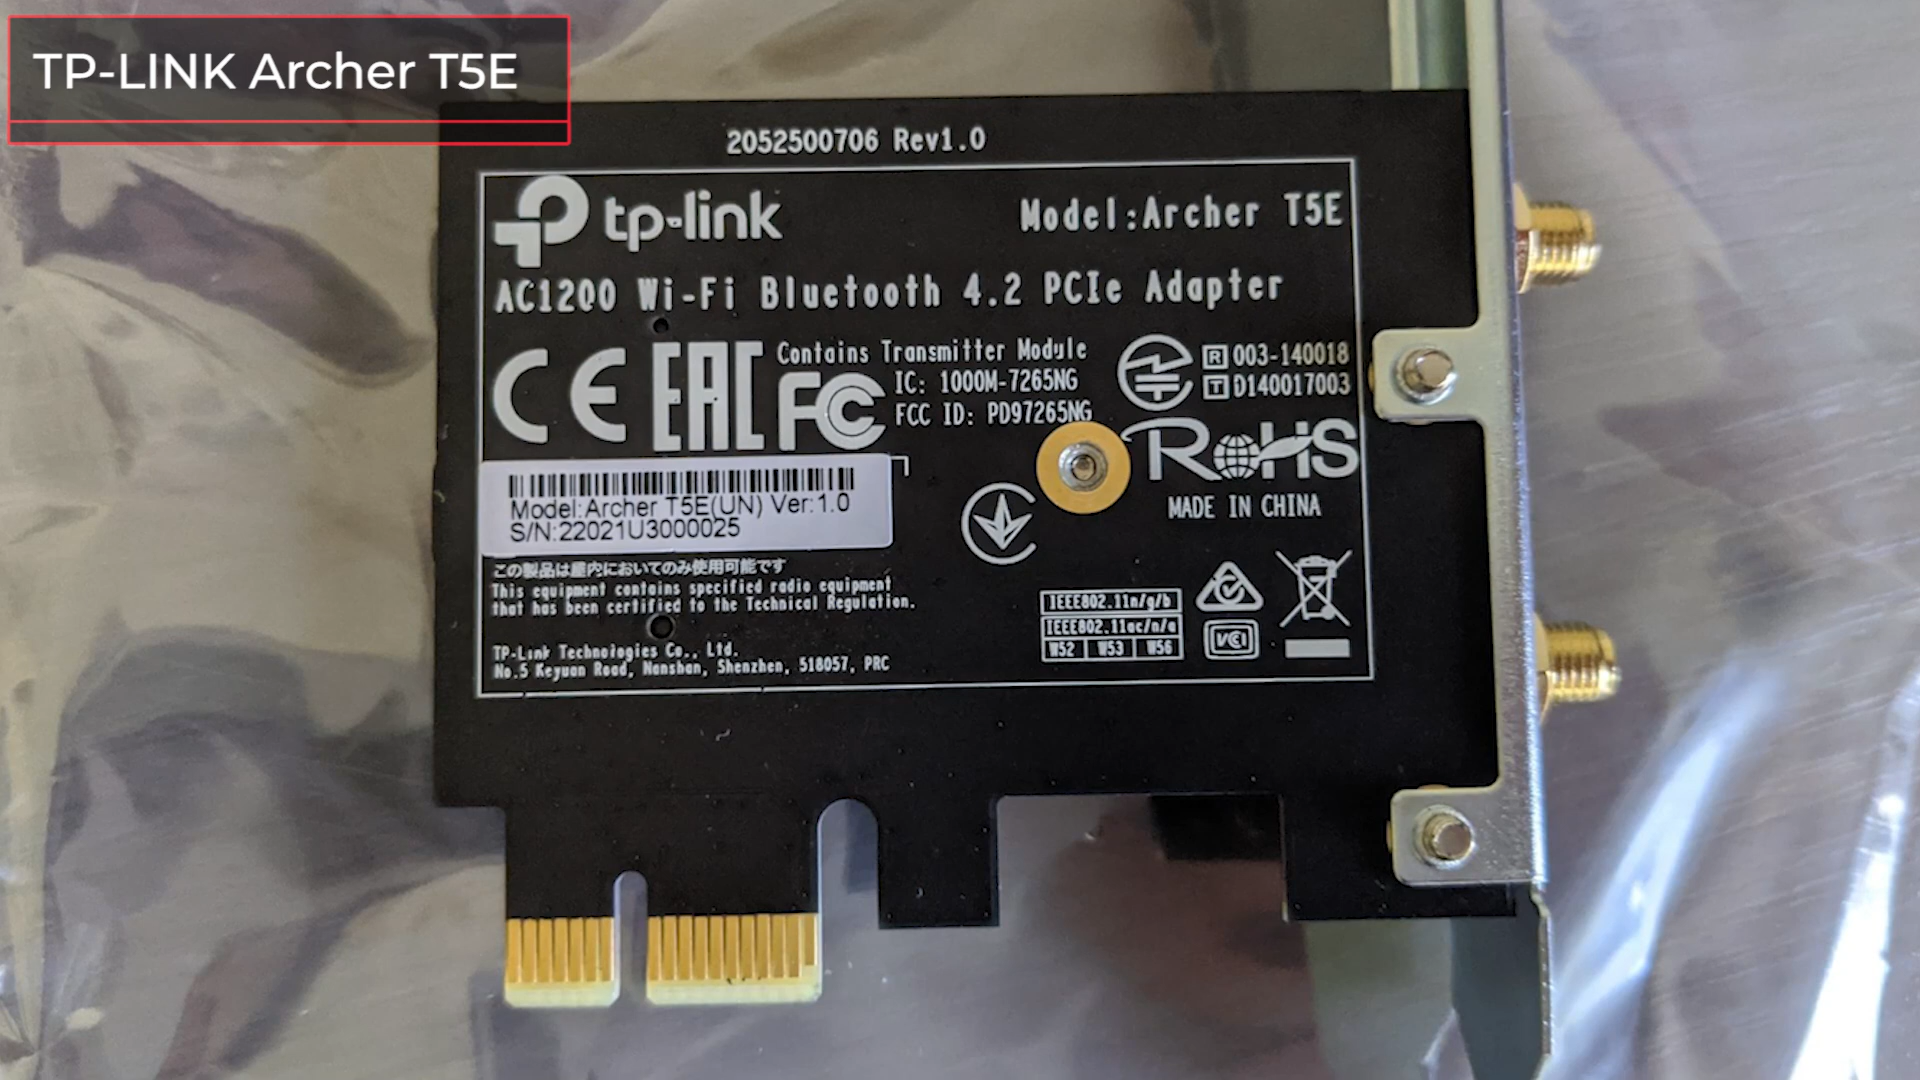 TP-LINK Archer T5E
2052500706 Rev1.0
tp-link
Model:Archer T5E
AC1200 Wi-Fi Bluetooth 4.2 PCIe Adapter
CE EAC FC
Contains Transmitter Module
IC: 1000M-7265NG
FCC ID: PD97265NG
R 003-140018
T D140017003
RoHS
MADE IN CHINA
Model:Archer T5E(UN) Ver:1.0
S/N:22021U3000025
この製品は屋内においてのみ使用可能です
This equipment contains specified radio equipment
that has been certified to the Technical Regulation.
TP-Link Technologies Co., Ltd.
No.5 Keyuan Road, Nanshan, Shenzhen, 518057, PRC
IEEE802.11n/g/b
IEEE802.11ac/n/a
W52 W53 W56
VCCI